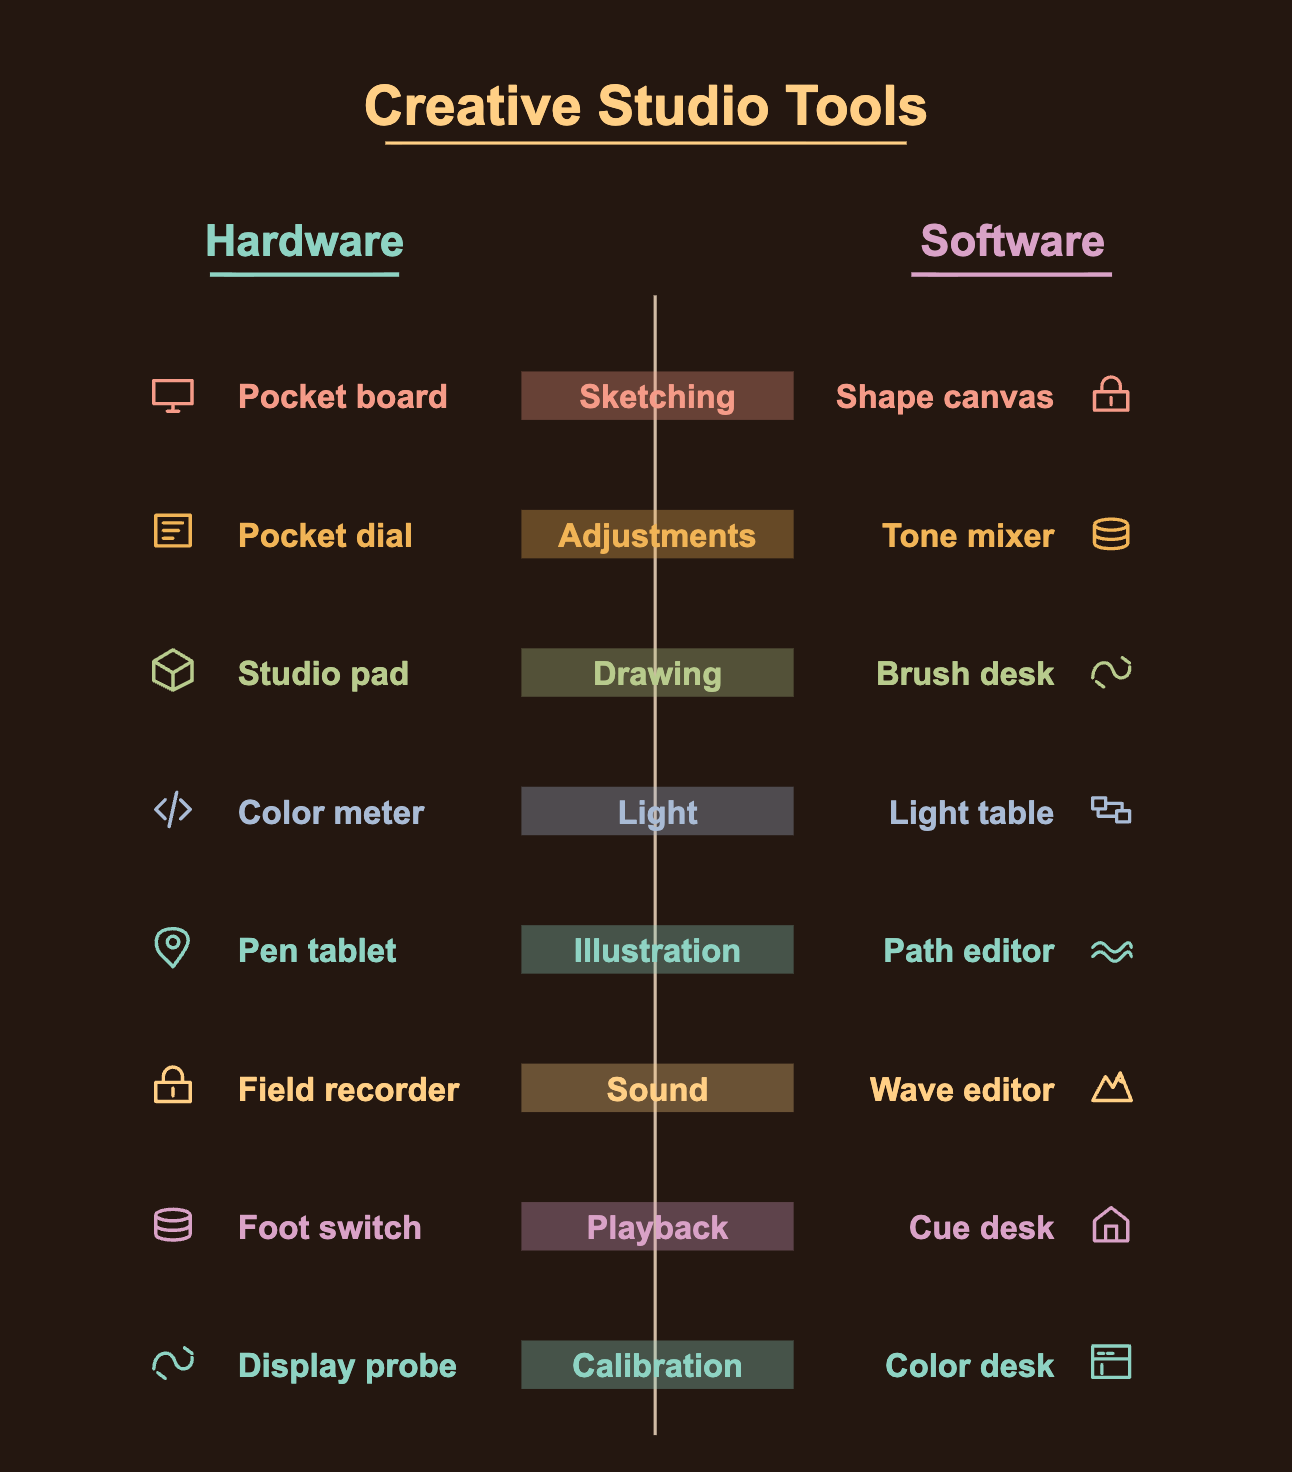 Creative Studio Tools
Hardware Software
Pocket board Sketching Shape canvas
Pocket dial Adjustments Tone mixer
Studio pad Drawing Brush desk
Color meter Light Light table
Pen tablet Illustration Path editor
Field recorder Sound Wave editor
Foot switch Playback Cue desk
Display probe Calibration Color desk